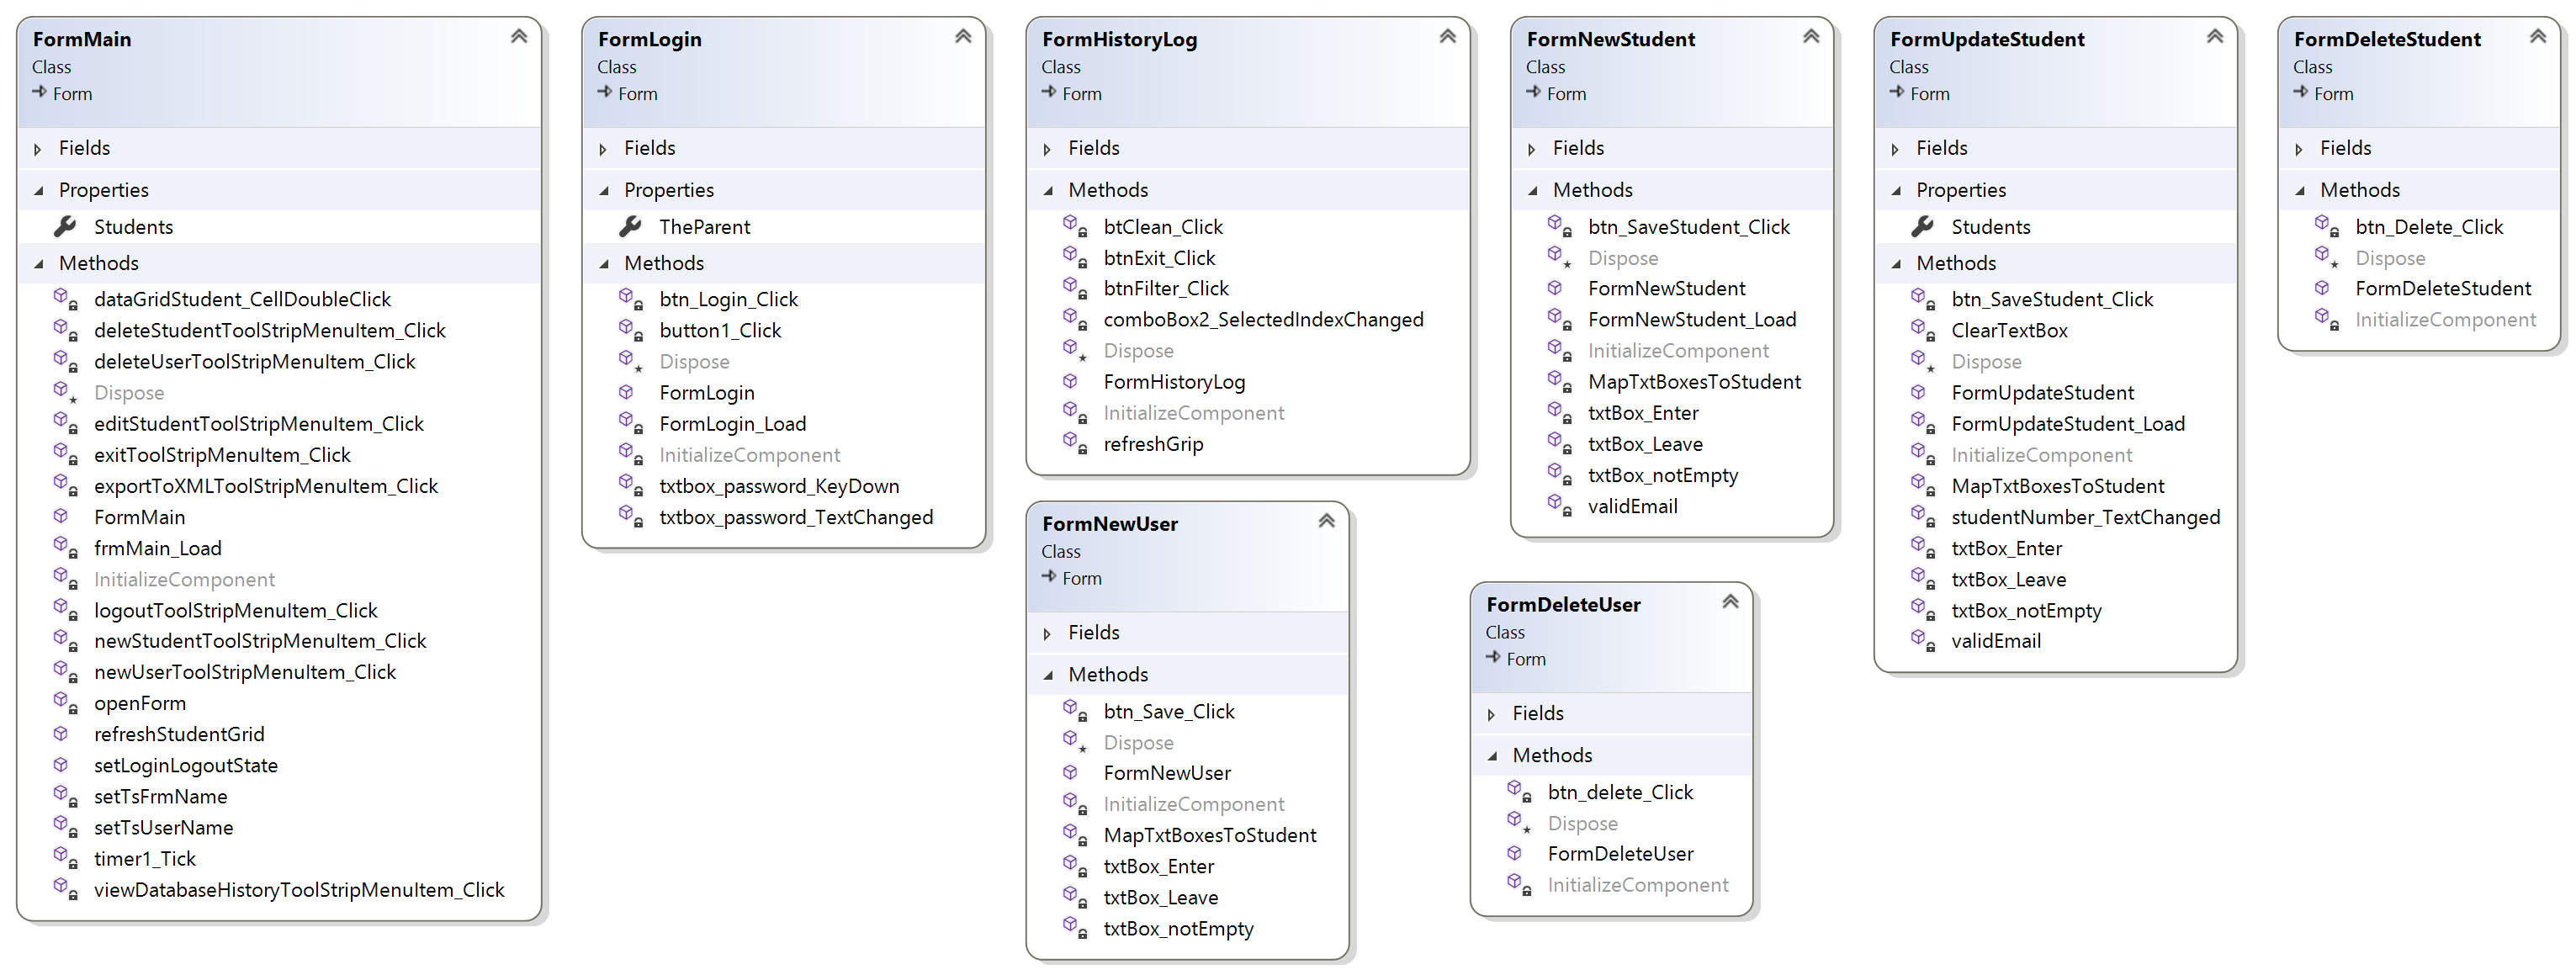 FormMain
Class
Form
Fields
Properties
Students
Methods
dataGridStudent_CellDoubleClick
deleteStudentToolStripMenuItem_Click
deleteUserToolStripMenuItem_Click
Dispose
editStudentToolStripMenuItem_Click
exitToolStripMenuItem_Click
exportToXMLToolStripMenuItem_Click
FormMain
frmMain_Load
InitializeComponent
logoutToolStripMenuItem_Click
newStudentToolStripMenuItem_Click
newUserToolStripMenuItem_Click
openForm
refreshStudentGrid
setLoginLogoutState
setTsFrmName
setTsUserName
timer1_Tick
viewDatabaseHistoryToolStripMenuItem_Click
FormLogin
Class
Form
Fields
Properties
TheParent
Methods
btn_Login_Click
button1_Click
Dispose
FormLogin
FormLogin_Load
InitializeComponent
txtbox_password_KeyDown
txtbox_password_TextChanged
FormHistoryLog
Class
Form
Fields
Methods
btClean_Click
btnExit_Click
btnFilter_Click
comboBox2_SelectedIndexChanged
Dispose
FormHistoryLog
InitializeComponent
refreshGrip
FormNewUser
Class
Form
Fields
Methods
btn_Save_Click
Dispose
FormNewUser
InitializeComponent
MapTxtBoxesToStudent
txtBox_Enter
txtBox_Leave
txtBox_notEmpty
FormNewStudent
Class
Form
Fields
Methods
btn_SaveStudent_Click
Dispose
FormNewStudent
FormNewStudent_Load
InitializeComponent
MapTxtBoxesToStudent
txtBox_Enter
txtBox_Leave
txtBox_notEmpty
validEmail
FormDeleteUser
Class
Form
Fields
Methods
btn_delete_Click
Dispose
FormDeleteUser
InitializeComponent
FormUpdateStudent
Class
Form
Fields
Properties
Students
Methods
btn_SaveStudent_Click
ClearTextBox
Dispose
FormUpdateStudent
FormUpdateStudent_Load
InitializeComponent
MapTxtBoxesToStudent
studentNumber_TextChanged
txtBox_Enter
txtBox_Leave
txtBox_notEmpty
validEmail
FormDeleteStudent
Class
Form
Fields
Methods
btn_Delete_Click
Dispose
FormDeleteStudent
InitializeComponent